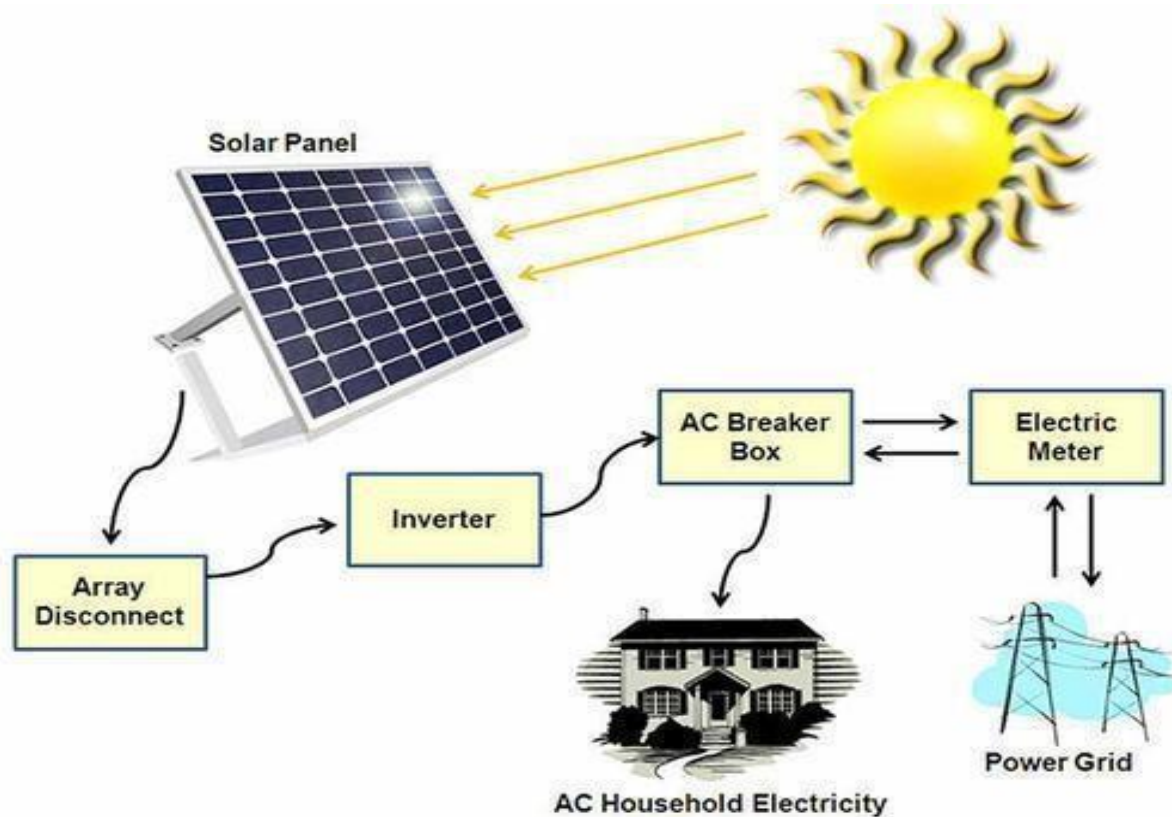 Solar Panel
AC Breaker
Box
Electric
Meter
Inverter
Array
Disconnect
Power Grid
AC Household Electricity